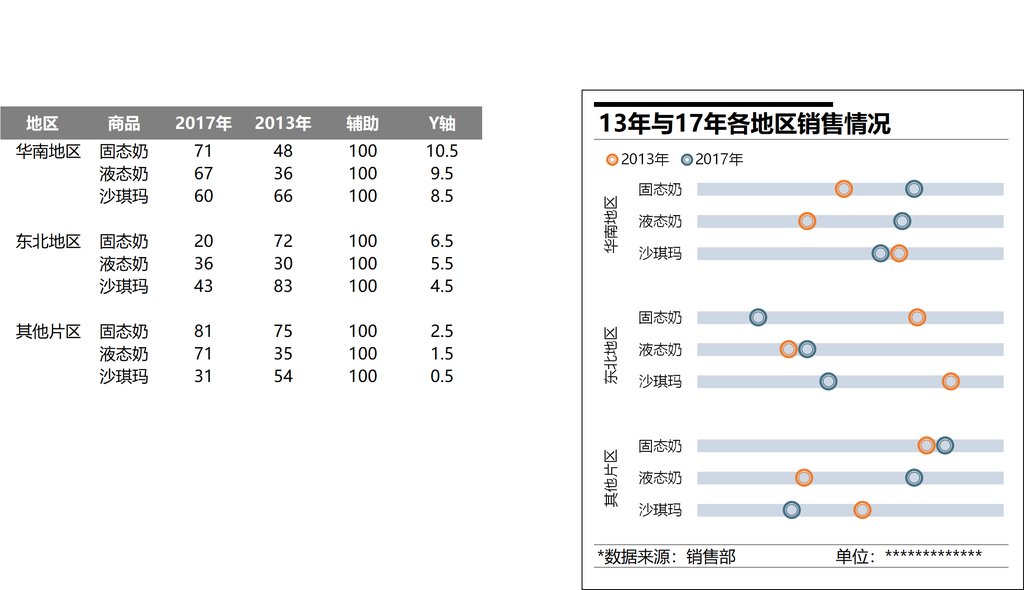 地区 商品 2017年 2013年 辅助 Y轴
华南地区 固态奶 71 48 100 10.5
液态奶 67 36 100 9.5
沙琪玛 60 66 100 8.5
东北地区 固态奶 20 72 100 6.5
液态奶 36 30 100 5.5
沙琪玛 43 83 100 4.5
其他片区 固态奶 81 75 100 2.5
液态奶 71 35 100 1.5
沙琪玛 31 54 100 0.5
13年与17年各地区销售情况
2013年 2017年
华南地区
固态奶
液态奶
沙琪玛
东北地区
固态奶
液态奶
沙琪玛
其他片区
固态奶
液态奶
沙琪玛
*数据来源：销售部 单位：*************